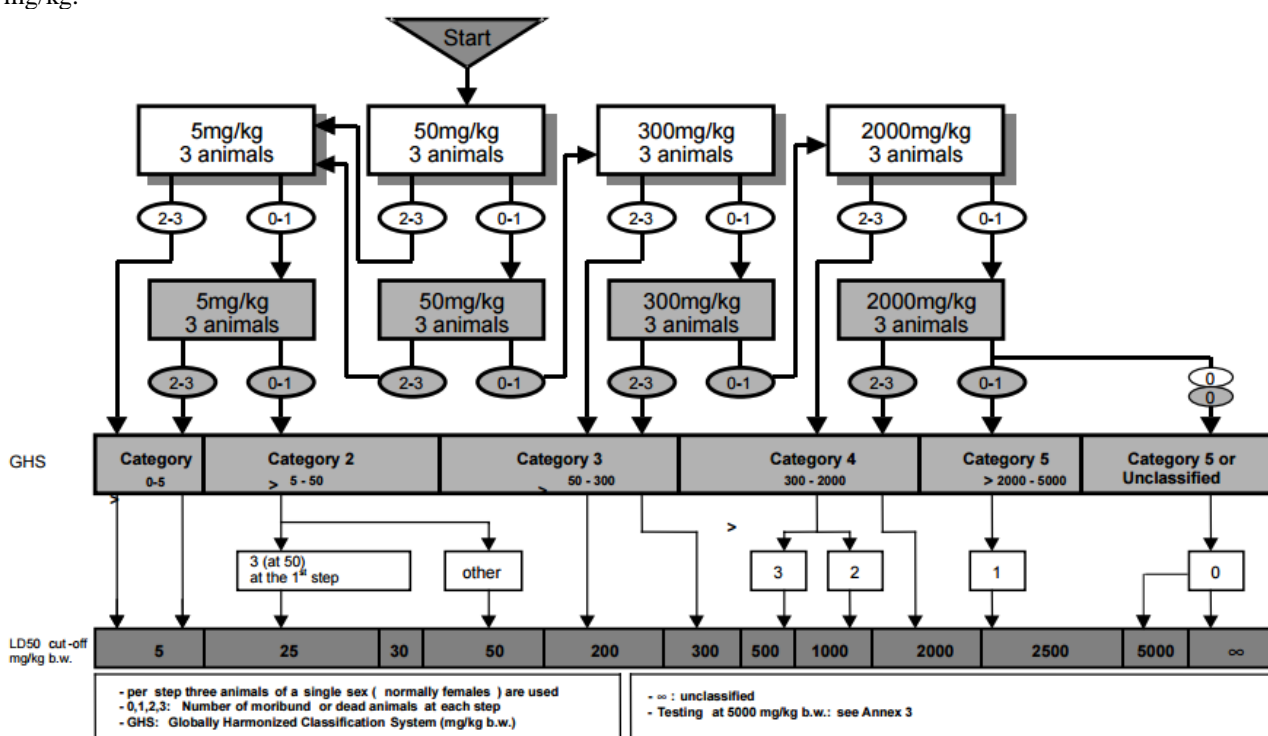 mg/kg.
Start
5mg/kg 50mg/kg 300mg/kg 2000mg/kg
3 animals 3 animals 3 animals 3 animals
2-3 0-1 2-3 0-1 2-3 0-1 2-3 0-1
5mg/kg 50mg/kg 300mg/kg 2000mg/kg
3 animals 3 animals 3 animals 3 animals
2-3 0-1 2-3 0-1 2-3 0-1 2-3 0-1 0
0
GHS Category Category 2 Category 3 Category 4 Category 5 Category 5 or
0-5 > 5 - 50 > 50 - 300 300 - 2000 > 2000 - 5000 Unclassified
>
>
3 (at 50) other 3 2 1 0
at the 1st step
LD50 cut-off 5 25 30 50 200 300 500 1000 2000 2500 5000 ∞
mg/kg b.w.
- per step three animals of a single sex ( normally females ) are used
- 0,1,2,3: Number of moribund or dead animals at each step
- GHS: Globally Harmonized Classification System (mg/kg b.w.)
- ∞ : unclassified
- Testing at 5000 mg/kg b.w.: see Annex 3